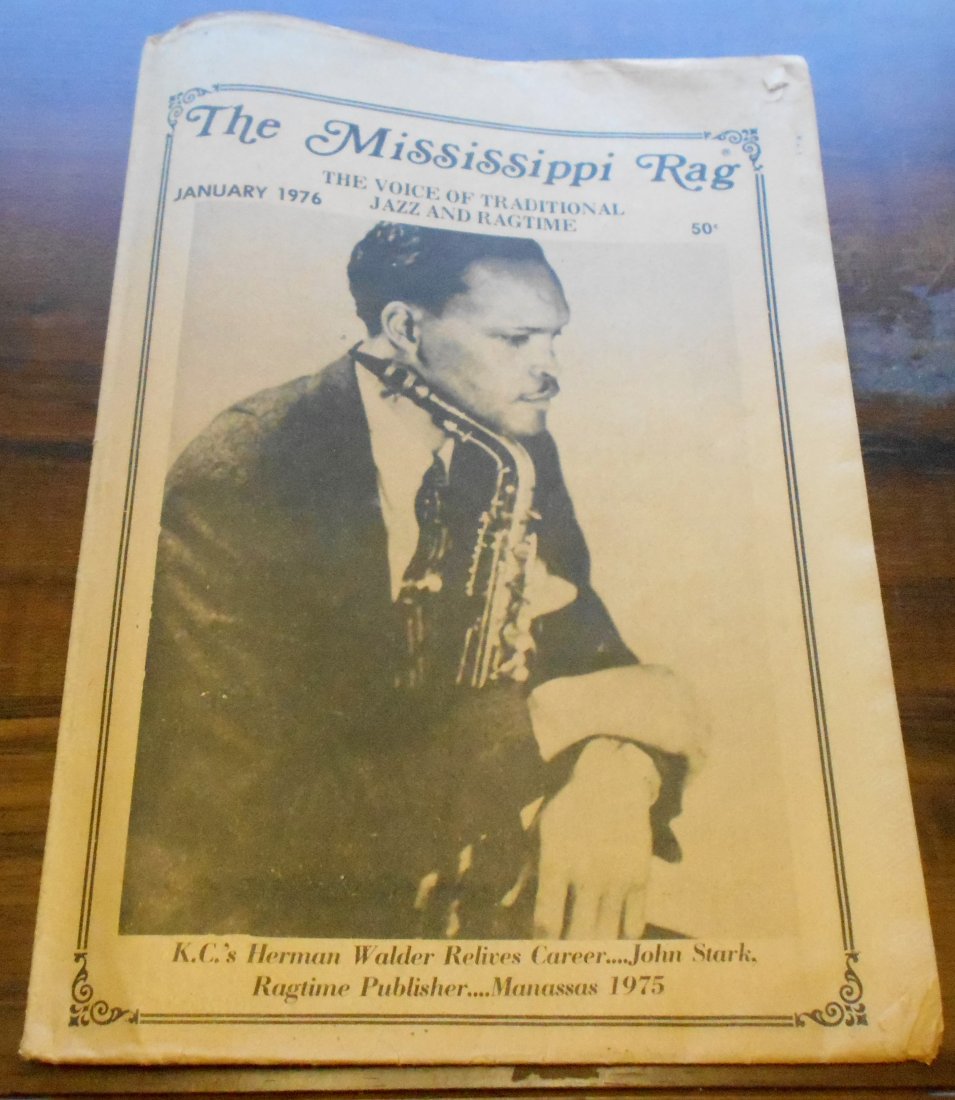 The Mississippi Rag®
JANUARY 1976
THE VOICE OF TRADITIONAL
JAZZ AND RAGTIME
50¢
K.C.'s Herman Walder Relives Career....John Stark,
Ragtime Publisher....Manassas 1975